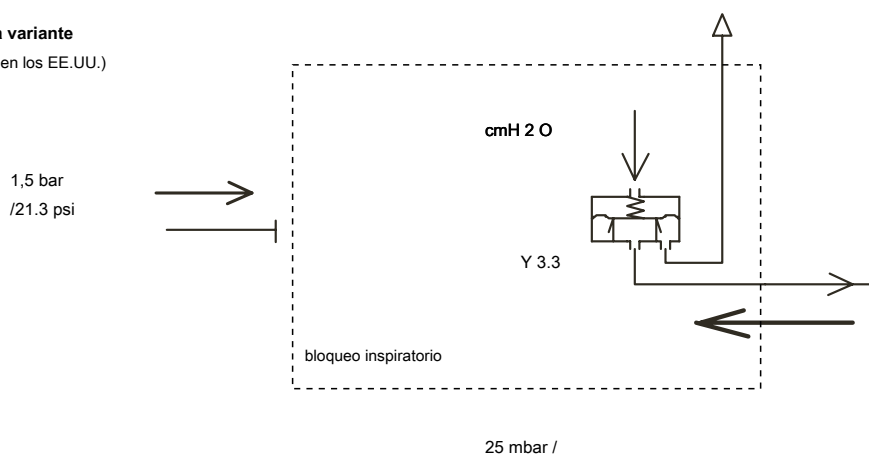 a variante
en los EE.UU.)
cmH 2 O
1,5 bar
/21.3 psi
Y 3.3
bloqueo inspiratorio
25 mbar /